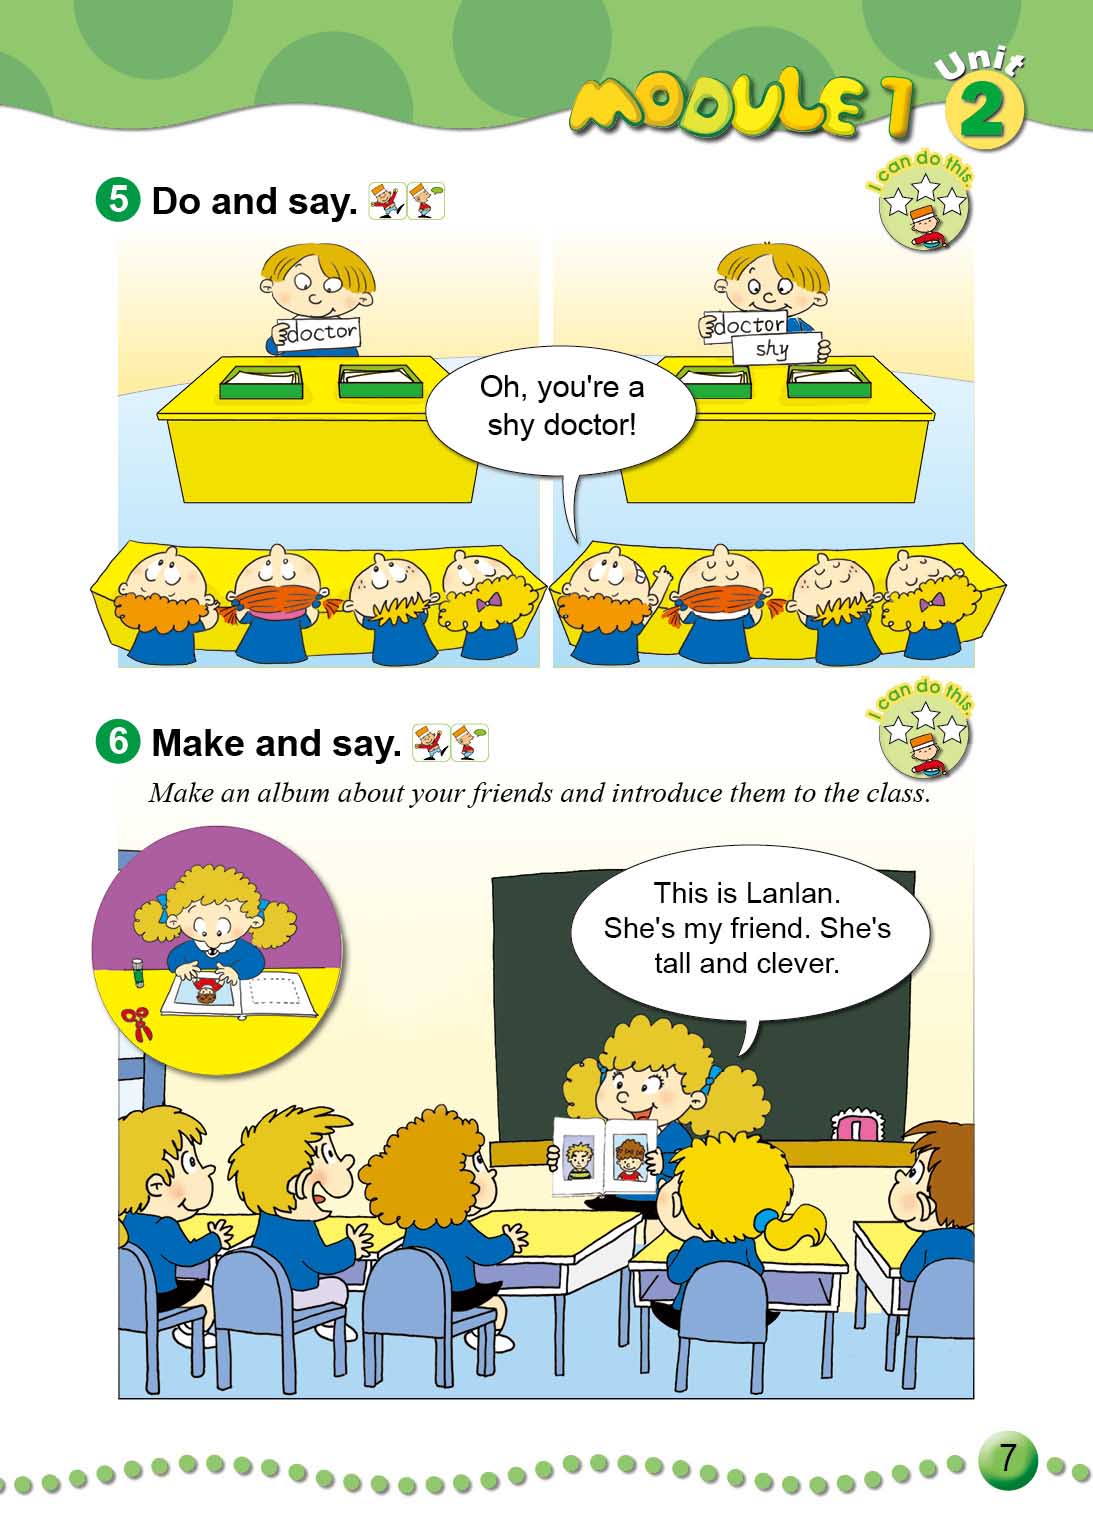 MODULE 1
Unit
2
I can do this.
5 Do and say.
doctor
doctor
shy
Oh, you're a
shy doctor!
I can do this.
6 Make and say.
Make an album about your friends and introduce them to the class.
This is Lanlan.
She's my friend. She's
tall and clever.
7